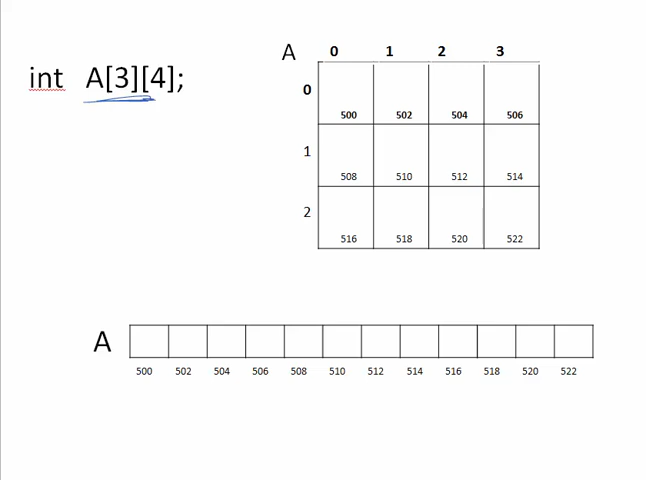 int A[3][4];
A 0 1 2 3
0
500 502 504 506
1
508 510 512 514
2
516 518 520 522
A
500 502 504 506 508 510 512 514 516 518 520 522